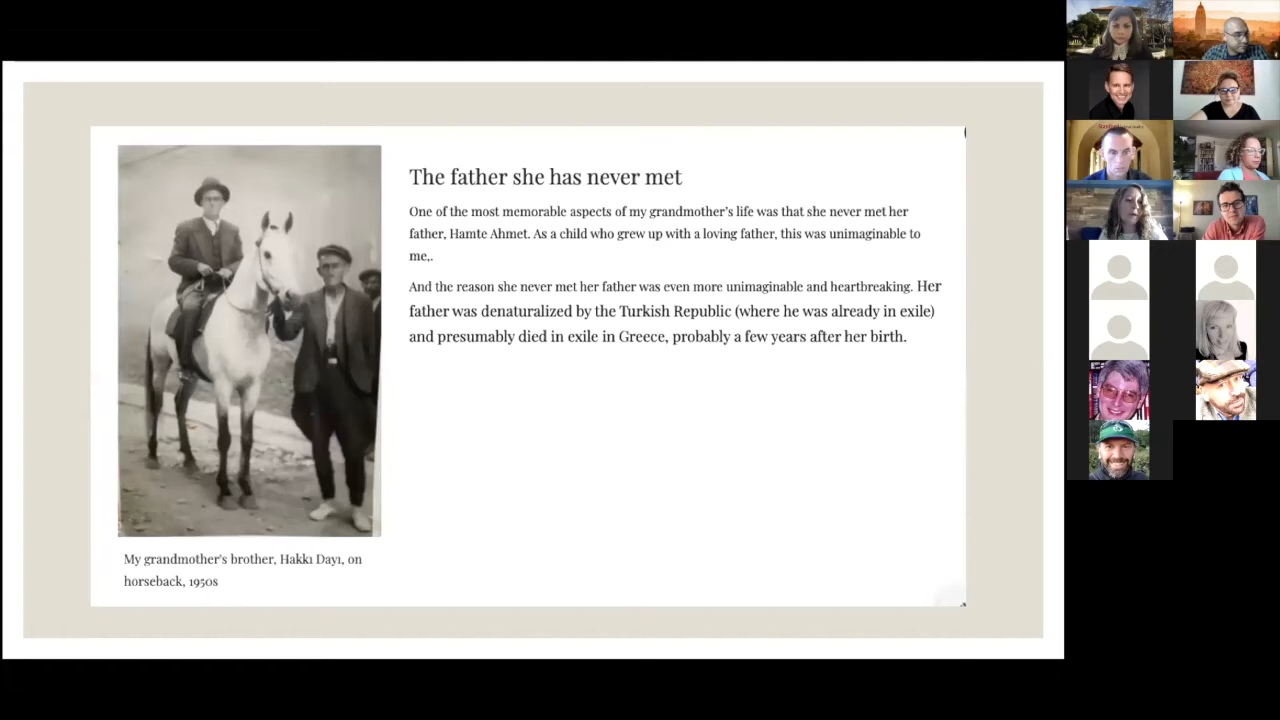 The father she has never met
One of the most memorable aspects of my grandmother's life was that she never met her
father, Hamte Ahmet. As a child who grew up with a loving father, this was unimaginable to
me,.
And the reason she never met her father was even more unimaginable and heartbreaking. Her
father was denaturalized by the Turkish Republic (where he was already in exile)
and presumably died in exile in Greece, probably a few years after her birth.
My grandmother's brother, Hakkı Dayı, on
horseback, 1950s